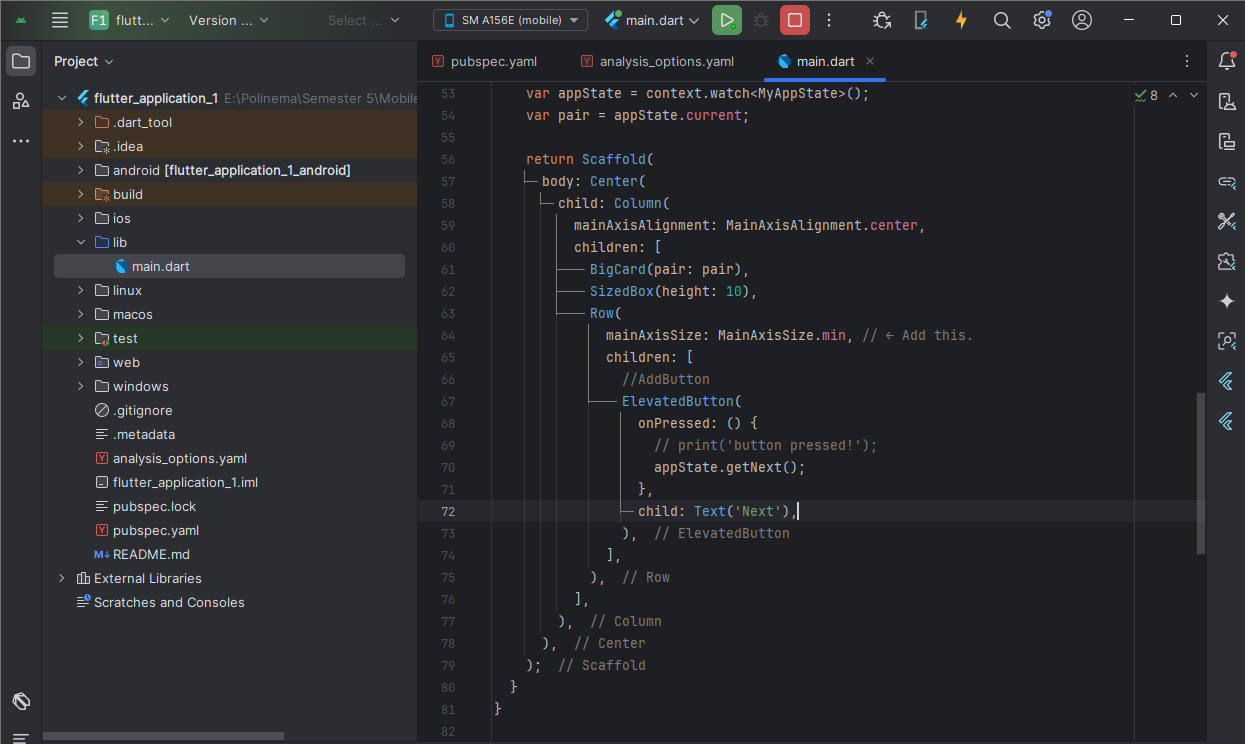 F1 flutt... Version ... Select ... SM A156E (mobile) main.dart
Project
pubspec.yaml analysis_options.yaml main.dart
flutter_application_1 E:\Polinema\Semester 5\Mobile
.dart_tool
.idea
android [flutter_application_1_android]
build
ios
lib
main.dart
linux
macos
test
web
windows
.gitignore
.metadata
analysis_options.yaml
flutter_application_1.iml
pubspec.lock
pubspec.yaml
README.md
External Libraries
Scratches and Consoles
8
53 var appState = context.watch<MyAppState>();
54 var pair = appState.current;
55
56 return Scaffold(
57 body: Center(
58 child: Column(
59 mainAxisAlignment: MainAxisAlignment.center,
60 children: [
61 BigCard(pair: pair),
62 SizedBox(height: 10),
63 Row(
64 mainAxisSize: MainAxisSize.min, // ← Add this.
65 children: [
66 //AddButton
67 ElevatedButton(
68 onPressed: () {
69 // print('button pressed!');
70 appState.getNext();
71 },
72 child: Text('Next'),
73 ), // ElevatedButton
74 ],
75 ), // Row
76 ],
77 ), // Column
78 ), // Center
79 ); // Scaffold
80 }
81 }
82